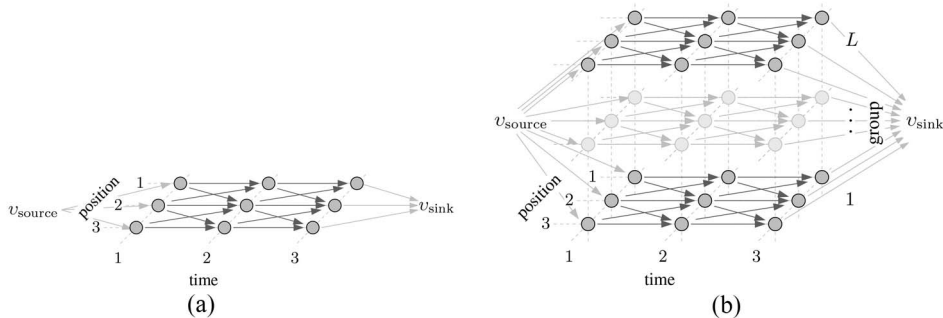 v_source
position
1
2
3
1 2 3
time
v_sink
(a)
L
v_source
group
⋮
v_sink
position
1
2
3
1
1 2 3
time
(b)